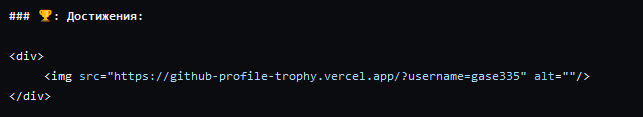 ### 🏆: Достижения:
<div>
<img src="https://github-profile-trophy.vercel.app/?username=gase335" alt=""/>
</div>